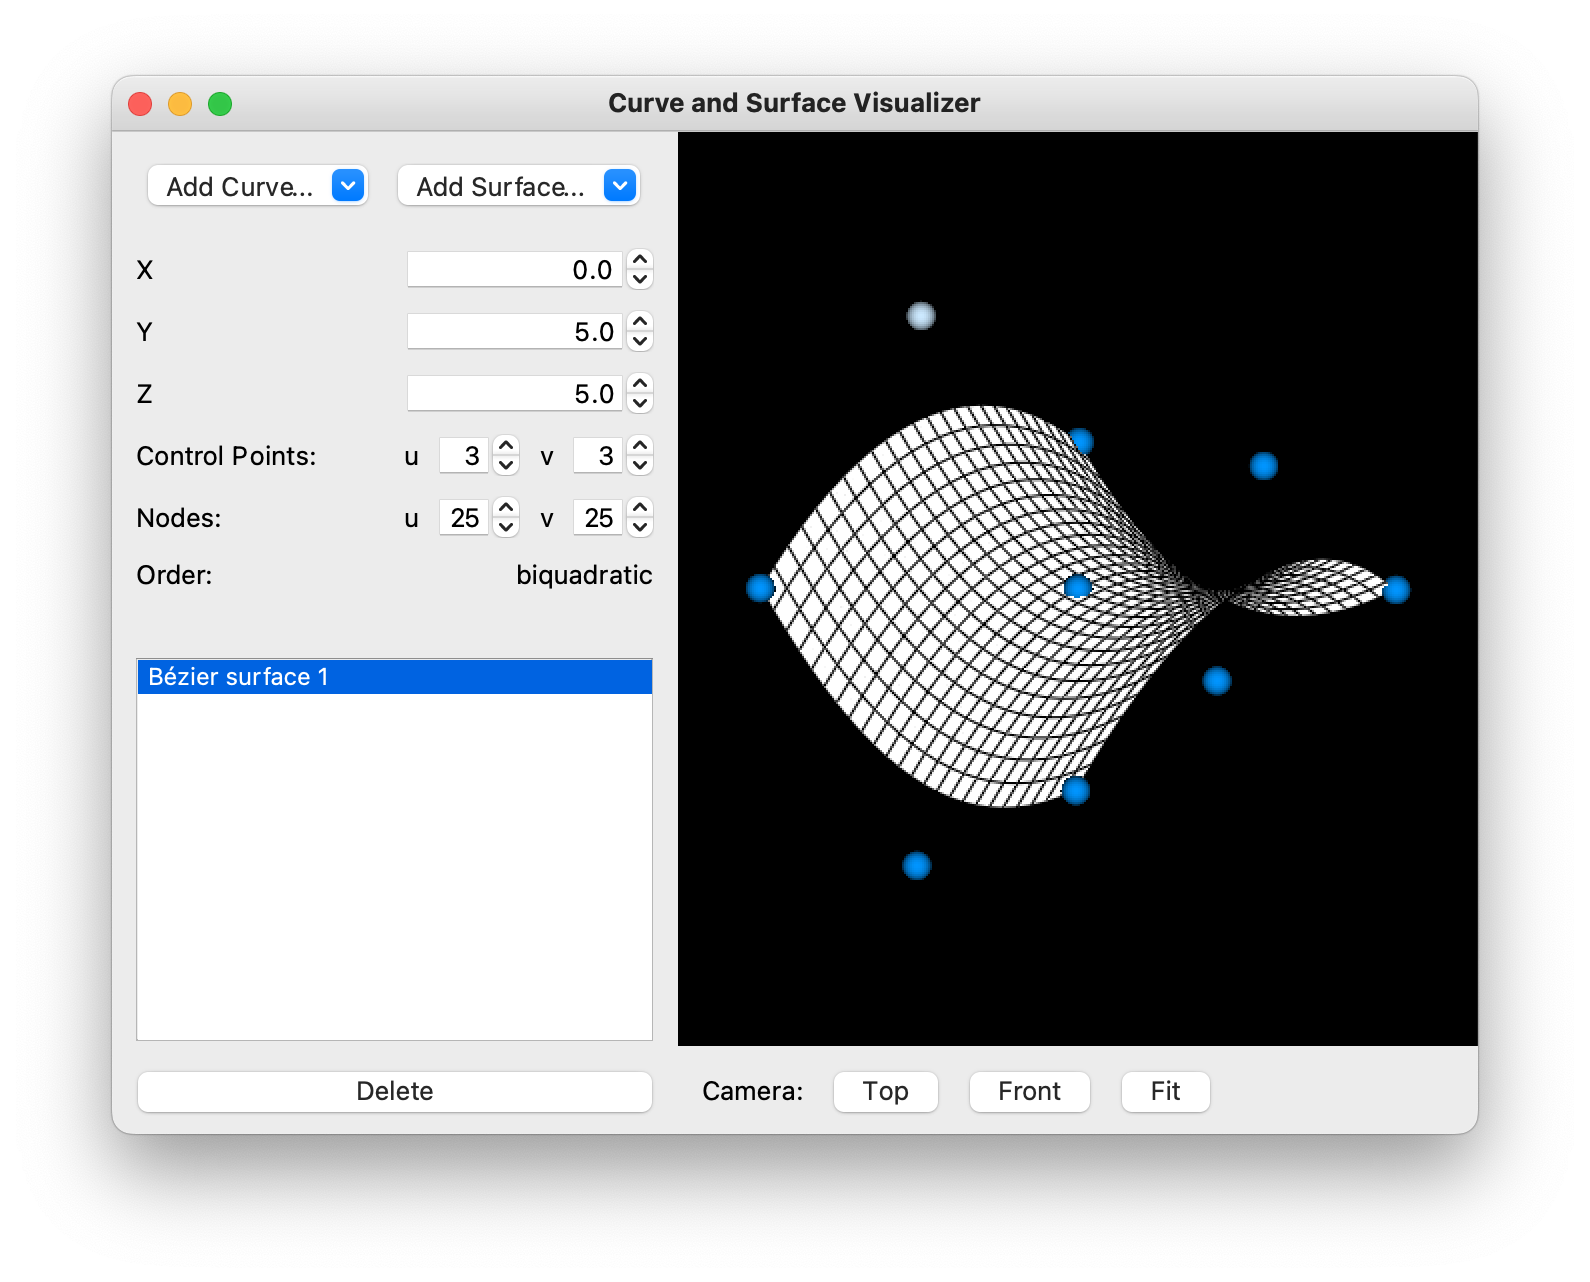 Curve and Surface Visualizer
Add Curve... Add Surface...
X 0.0
Y 5.0
Z 5.0
Control Points: u 3 v 3
Nodes: u 25 v 25
Order: biquadratic
Bézier surface 1
Delete Camera: Top Front Fit